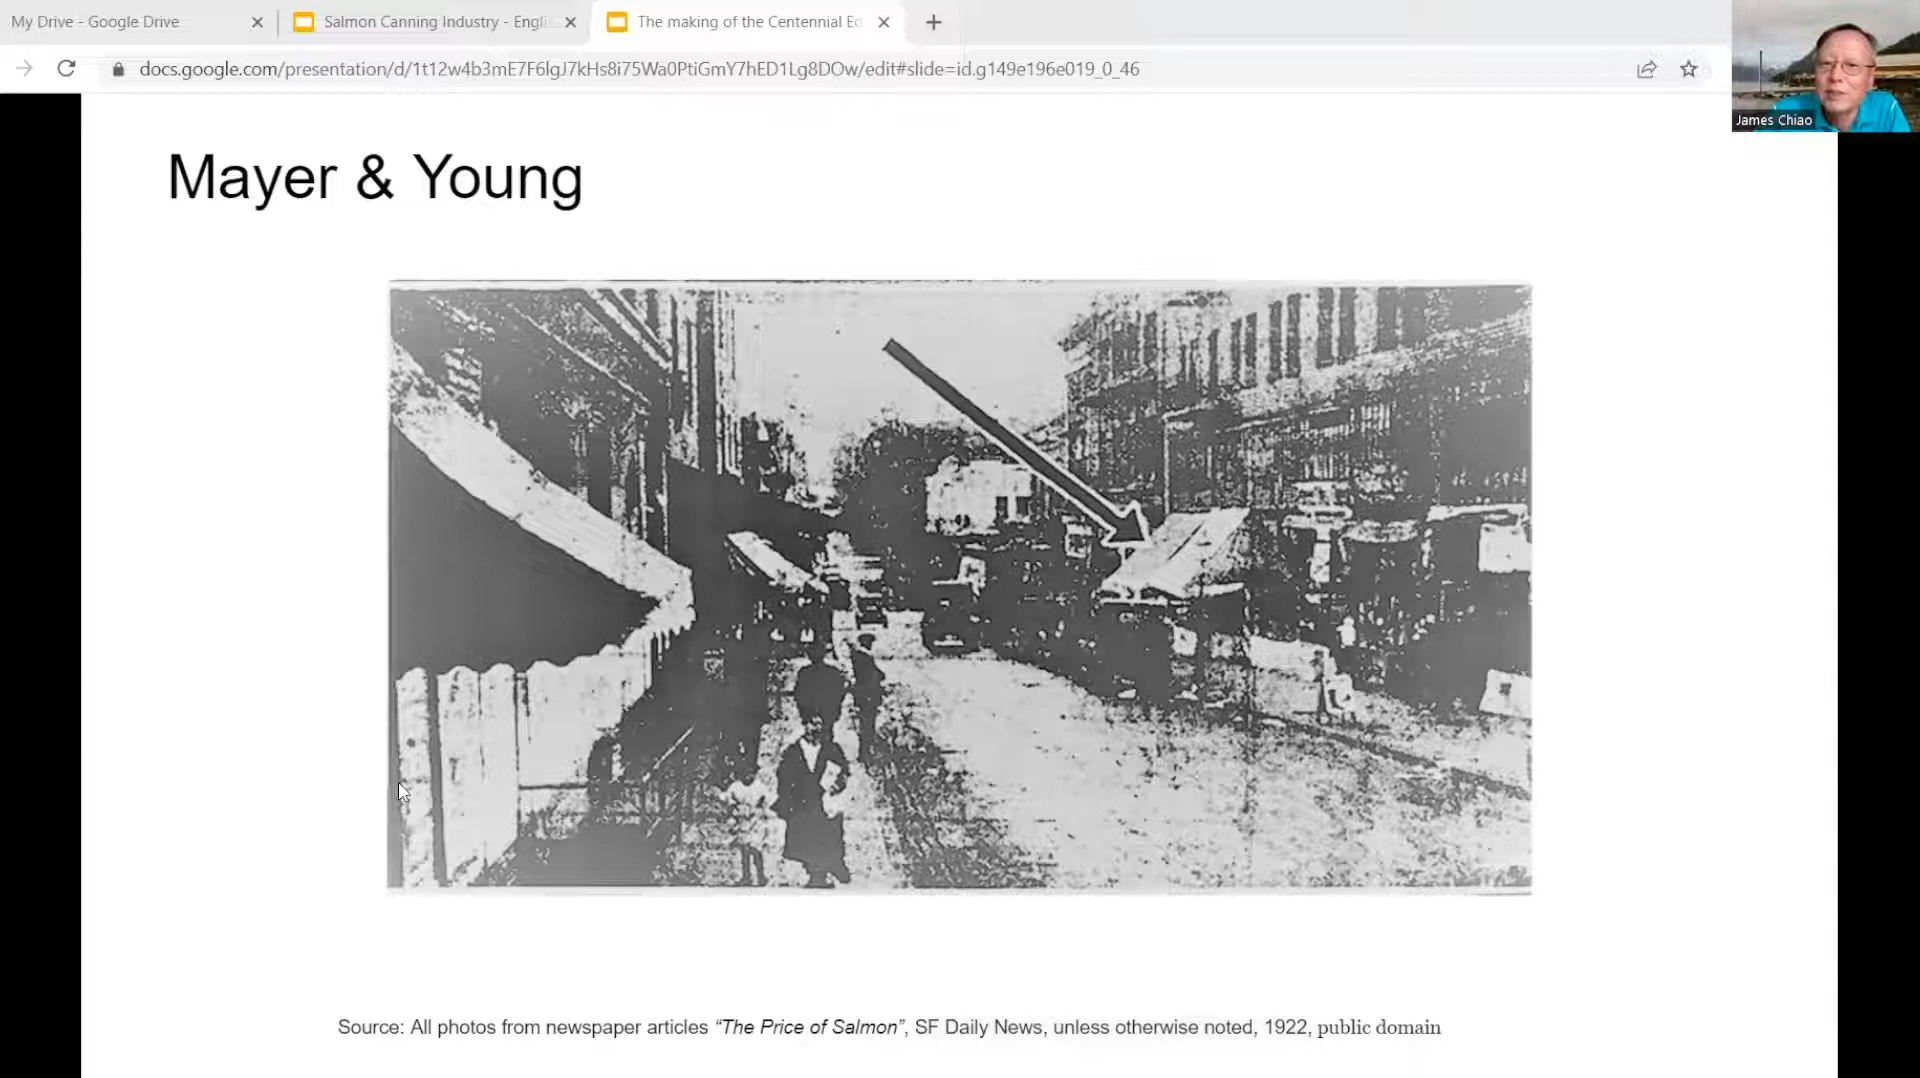 My Drive - Google Drive
Salmon Canning Industry - Engli
The making of the Centennial Ed
docs.google.com/presentation/d/1t12w4b3mE7F6lgJ7kHs8i75Wa0PtiGmY7hED1Lg8DOw/edit#slide=id.g149e196e019_0_46
James Chiao
Mayer & Young
Source: All photos from newspaper articles “The Price of Salmon”, SF Daily News, unless otherwise noted, 1922, public domain